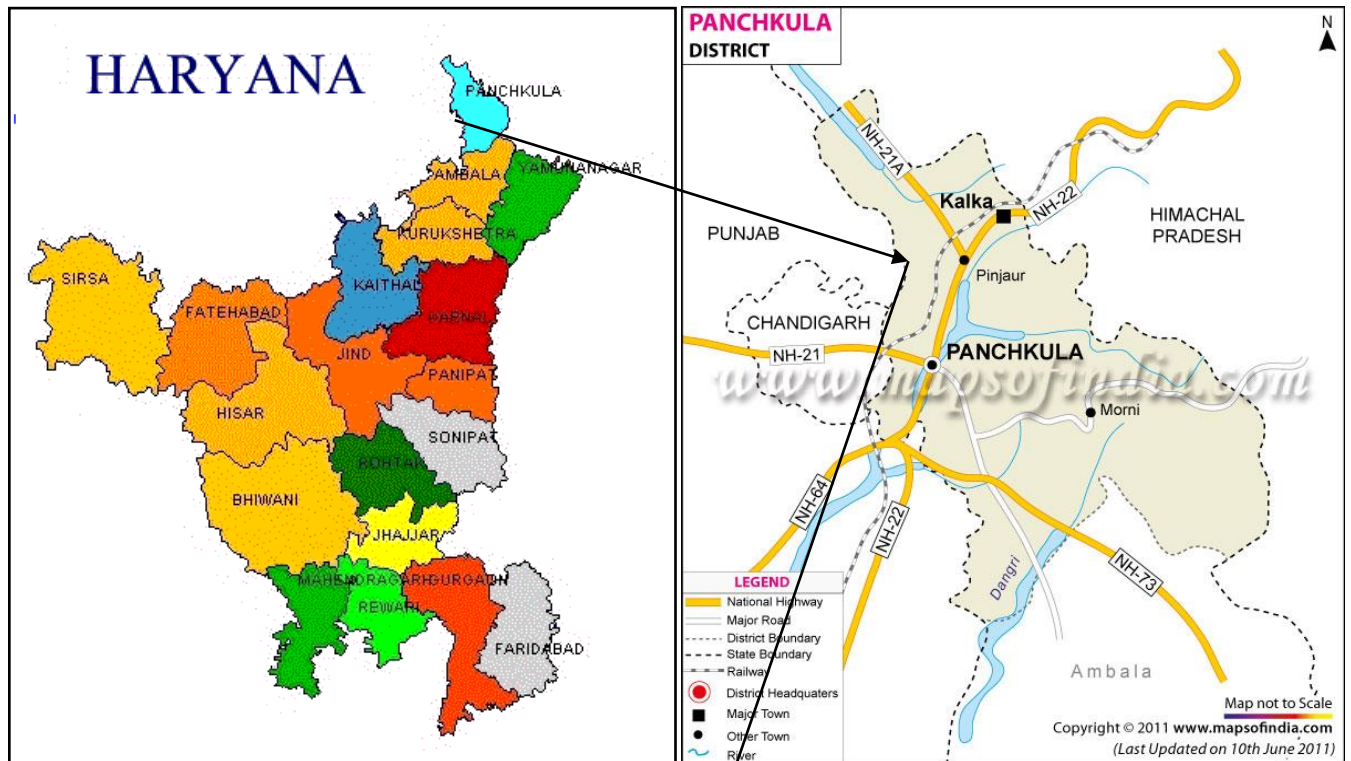 HARYANA
PANCHKULA
AMBALA
YAMUNANAGAR
KURUKSHETRA
SIRSA
KAITHAL
FATEHABAD
KARNAL
JIND
PANIPAT
HISAR
SONIPAT
ROHTAK
BHIWANI
JHAJJAR
MAHENDRAGARH
GURGAON
REWARI
FARIDABAD
PANCHKULA
DISTRICT
N
NH-21A
Kalka
NH-22
HIMACHAL
PRADESH
PUNJAB
Pinjaur
CHANDIGARH
NH-21
PANCHKULA
www.mapsofindia.com
Morni
NH-64
NH-22
NH-73
Dangri
Ambala
LEGEND
National Highway
Major Road
District Boundary
State Boundary
Railway
District Headquaters
Major Town
Other Town
River
Map not to Scale
Copyright © 2011 www.mapsofindia.com
(Last Updated on 10th June 2011)